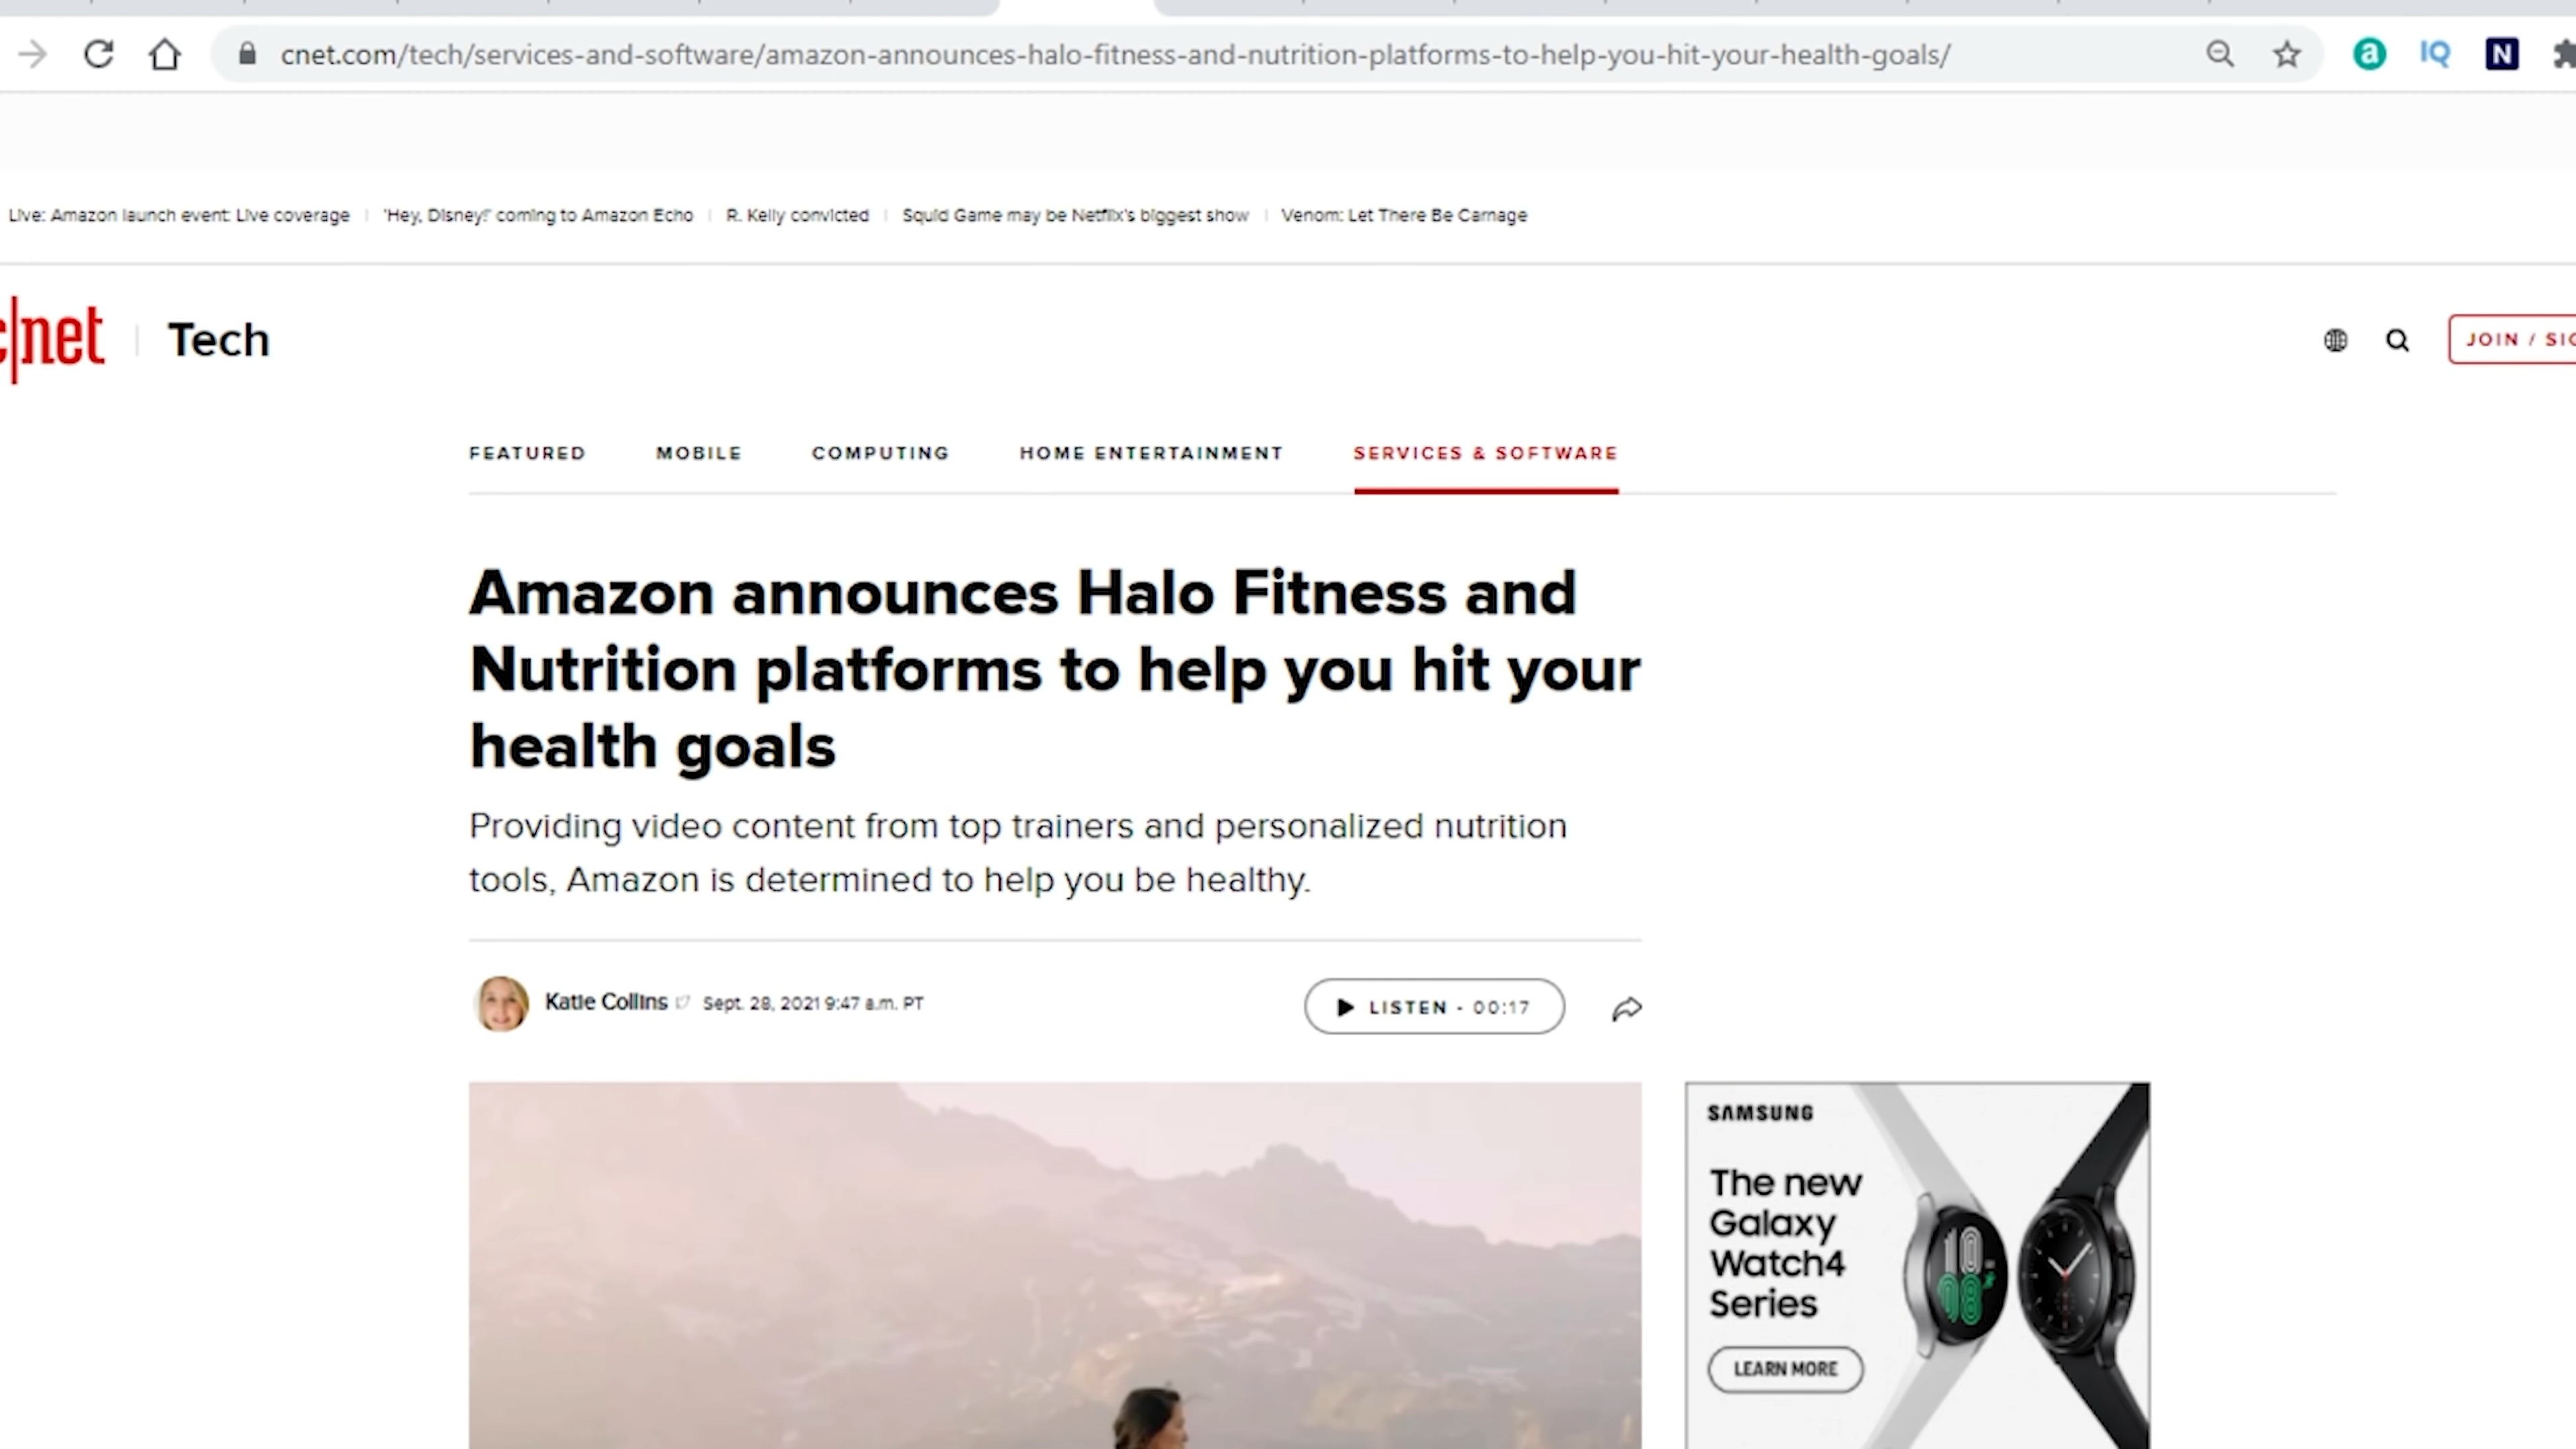 cnet.com/tech/services-and-software/amazon-announces-halo-fitness-and-nutrition-platforms-to-help-you-hit-your-health-goals/
a IQ N
Live: Amazon launch event: Live coverage | 'Hey, Disney!' coming to Amazon Echo | R. Kelly convicted | Squid Game may be Netflix's biggest show | Venom: Let There Be Carnage
c|net | Tech
JOIN / SIG
FEATURED MOBILE COMPUTING HOME ENTERTAINMENT SERVICES & SOFTWARE
Amazon announces Halo Fitness and
Nutrition platforms to help you hit your
health goals
Providing video content from top trainers and personalized nutrition
tools, Amazon is determined to help you be healthy.
Katie Collins Sept. 28, 2021 9:47 a.m. PT
LISTEN - 00:17
SAMSUNG
The new
Galaxy
Watch4
Series
10
08
LEARN MORE